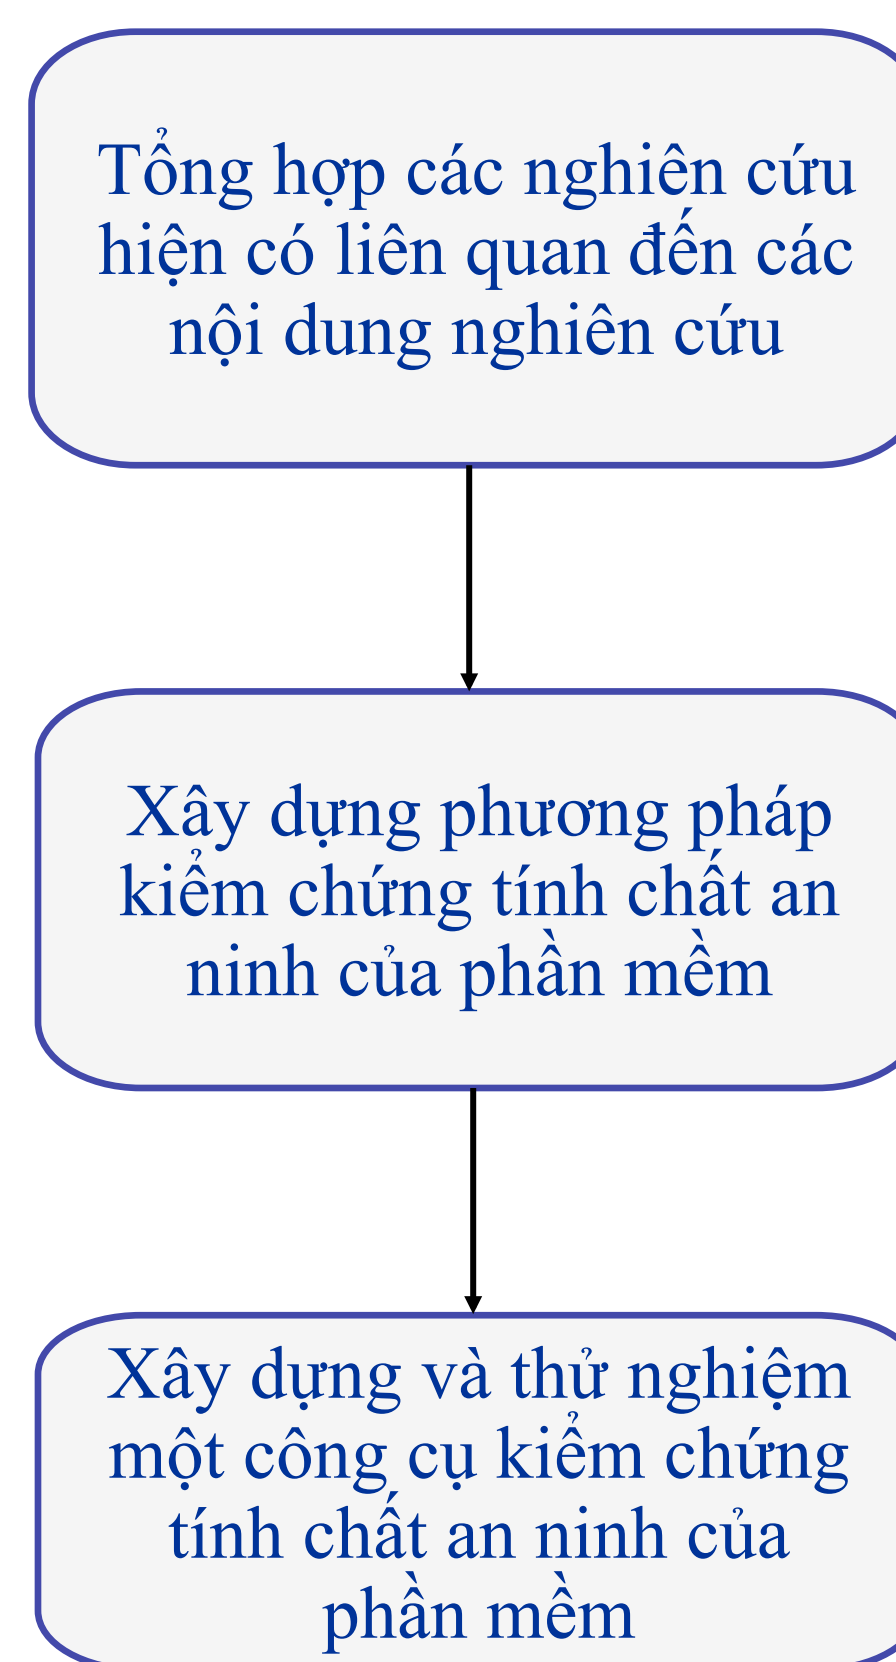 Tổng hợp các nghiên cứu
hiện có liên quan đến các
nội dung nghiên cứu
Xây dựng phương pháp
kiểm chứng tính chất an
ninh của phần mềm
Xây dựng và thử nghiệm
một công cụ kiểm chứng
tính chất an ninh của
phần mềm